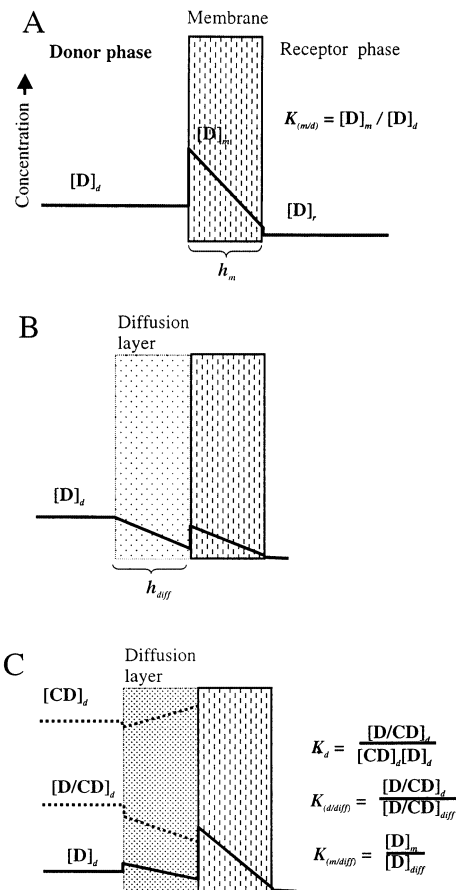 A
Membrane
Donor phase
Receptor phase
Concentration
K(m/d) = [D]m / [D]d
[D]m
[D]d
[D]r
hm
B
Diffusion
layer
[D]d
hdiff
C
Diffusion
layer
[CD]d
[D/CD]d
[D]d
Kd = [D/CD]d
[CD]d[D]d
K(d/diff) = [D/CD]d
[D/CD]diff
K(m/diff) = [D]m
[D]diff